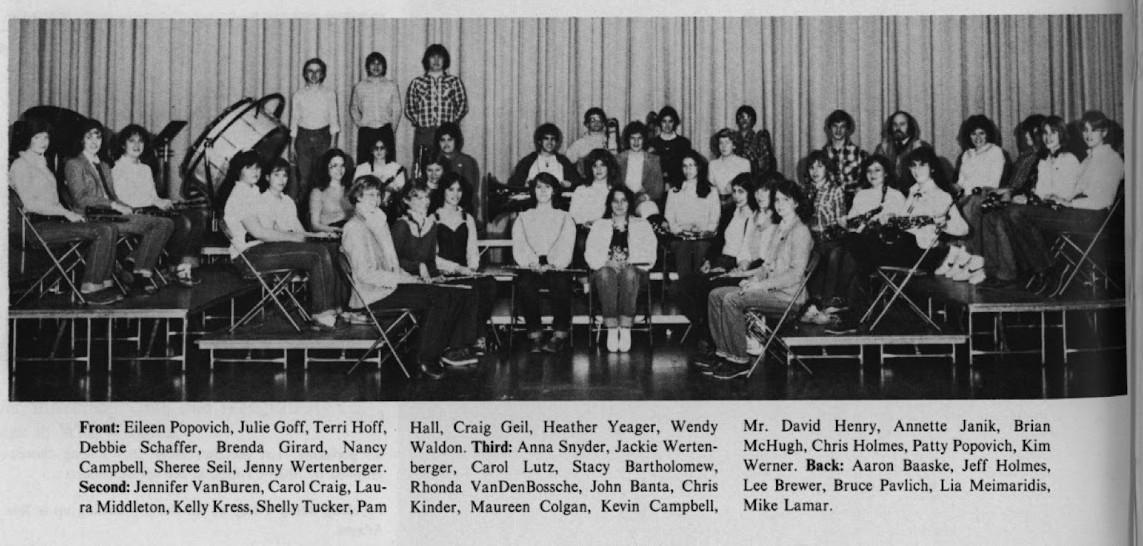 Front: Eileen Popovich, Julie Goff, Terri Hoff,
Debbie Schaffer, Brenda Girard, Nancy
Campbell, Sheree Seil, Jenny Wertenberger.
Second: Jennifer VanBuren, Carol Craig, Lau-
ra Middleton, Kelly Kress, Shelly Tucker, Pam
Hall, Craig Geil, Heather Yeager, Wendy
Waldon. Third: Anna Snyder, Jackie Werten-
berger, Carol Lutz, Stacy Bartholomew,
Rhonda VanDenBossche, John Banta, Chris
Kinder, Maureen Colgan, Kevin Campbell,
Mr. David Henry, Annette Janik, Brian
McHugh, Chris Holmes, Patty Popovich, Kim
Werner. Back: Aaron Baaske, Jeff Holmes,
Lee Brewer, Bruce Pavlich, Lia Meimaridis,
Mike Lamar.